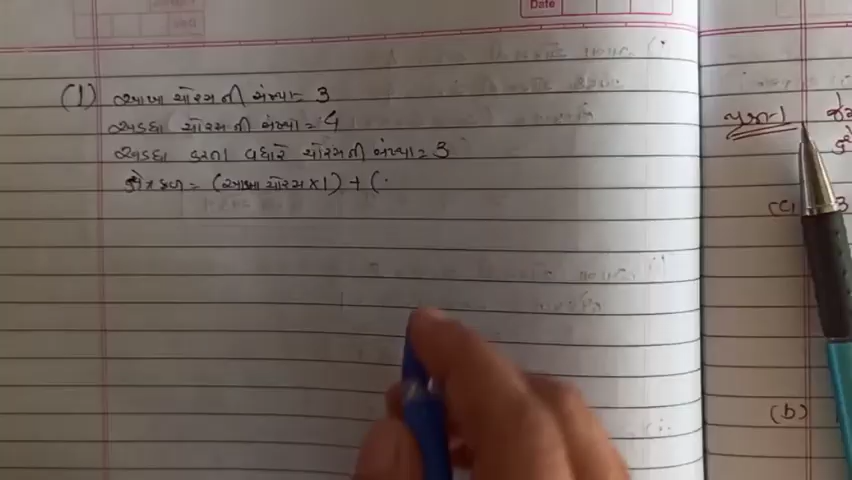 Date
(1) આખા ચોરસની સંખ્યા = 3
અડધા ચોરસની સંખ્યા = 4
અડધા કરતા વધારે ચોરસની સંખ્યા = 3
ક્ષેત્રફળ = (આખા ચોરસ × 1) + (
(b)